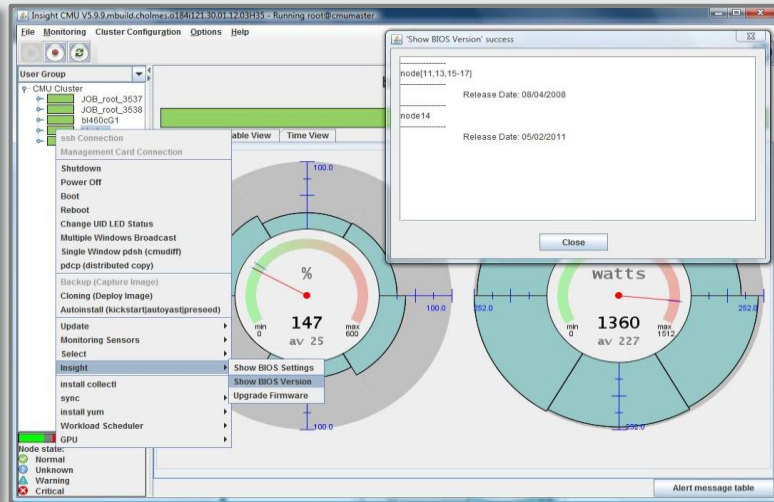 Insight CMU V5.9.9.mbuild.cholmes.o184i121.30.01.12.03H35 - Running root@cmumaster
File Monitoring Cluster Configuration Options Help
User Group
CMU Cluster
JOB_root_3537
JOB_root_3538
bl460cG1
able View
Time View
ssh Connection
Management Card Connection
Shutdown
Power Off
Boot
Reboot
Change UID LED Status
Multiple Windows Broadcast
Single Window pdsh (cmudiff)
pdcp (distributed copy)
Backup (Capture Image)
Cloning (Deploy Image)
Autoinstall (kickstart|autoyast|preseed)
Update
Monitoring Sensors
Select
Insight
install collectl
sync
install yum
Workload Scheduler
GPU
Show BIOS Settings
Show BIOS Version
Upgrade Firmware
Node state:
Normal
Unknown
Warning
Critical
100.0
100.0
100.0
%
min
0
147
av 25
max
600
252.0
252.0
252.0
watts
min
0
1360
av 227
max
1512
'Show BIOS Version' success
----------------
node[11,13,15-17]
----------------
Release Date: 08/04/2008
----------------
node14
----------------
Release Date: 05/02/2011
Close
Alert message table